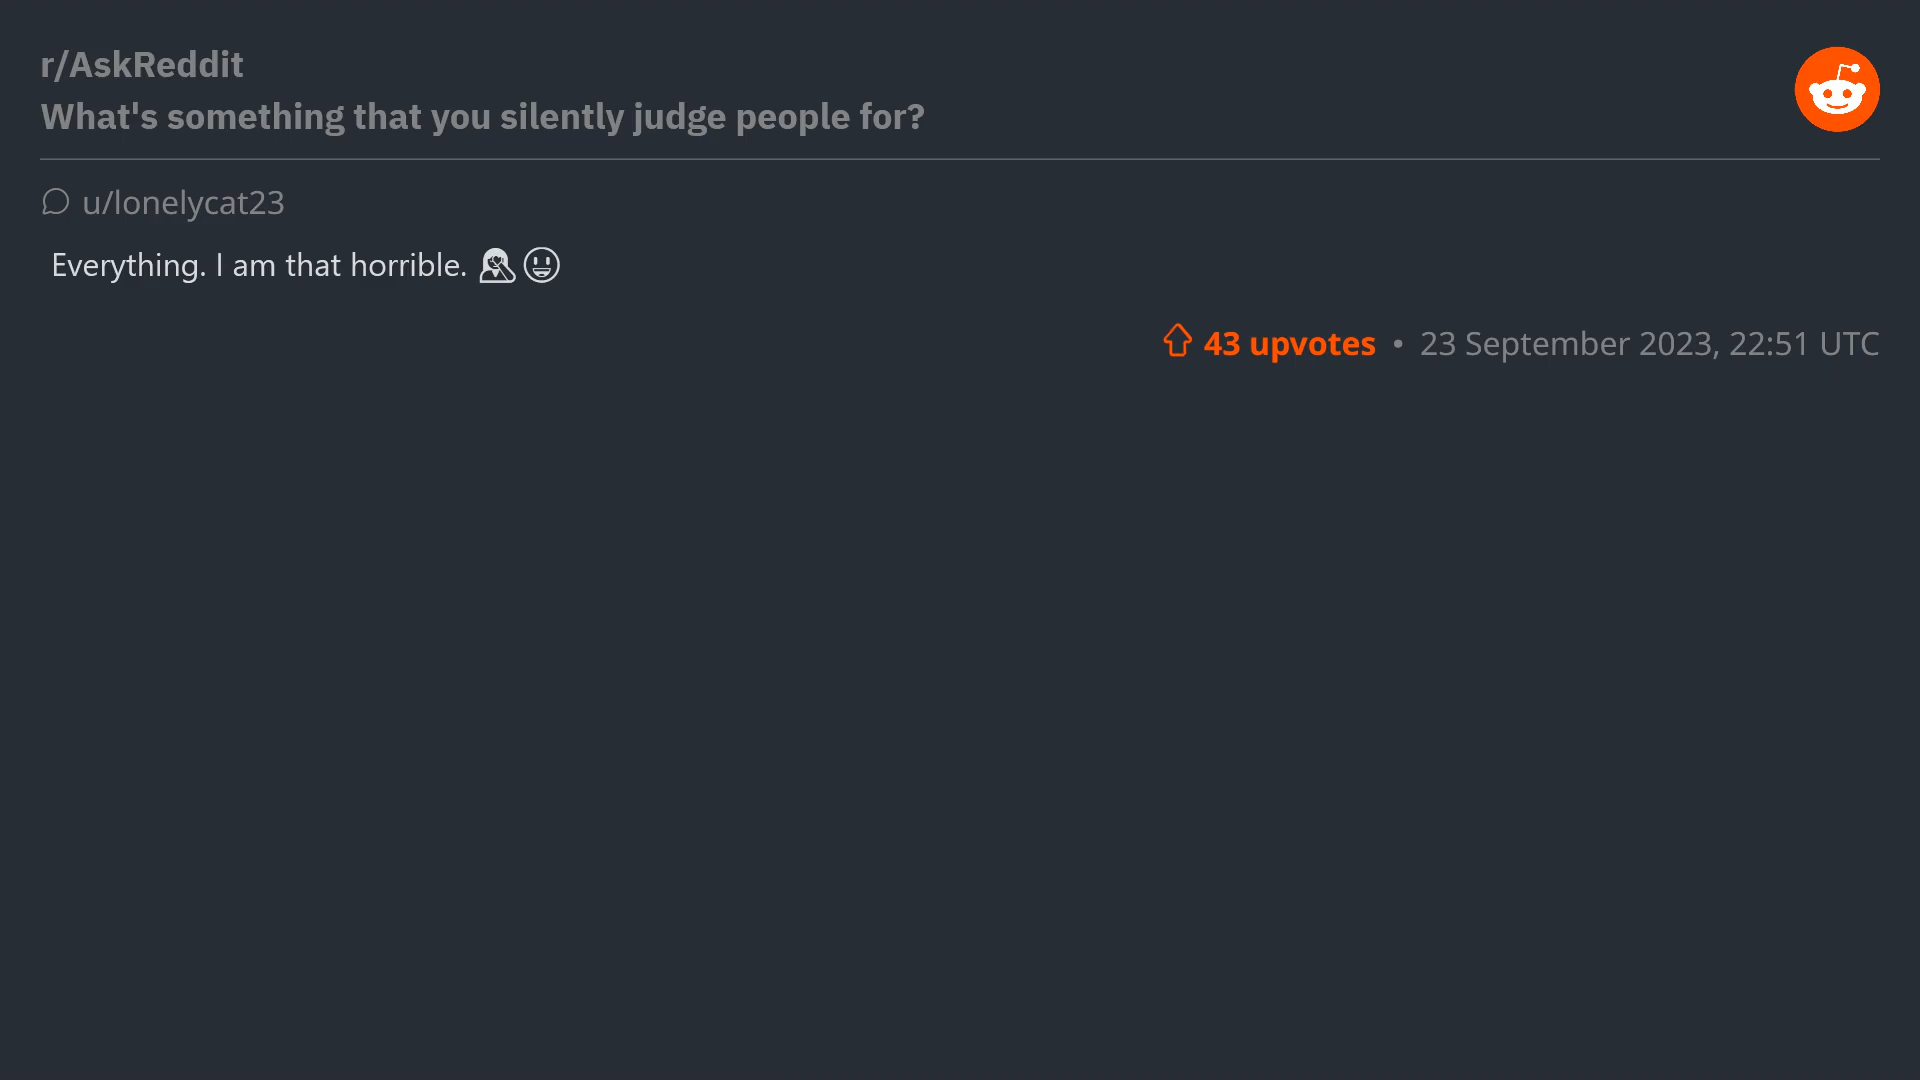 r/AskReddit
What's something that you silently judge people for?
u/lonelycat23
Everything. I am that horrible. 🤦‍♀️😃
43 upvotes • 23 September 2023, 22:51 UTC